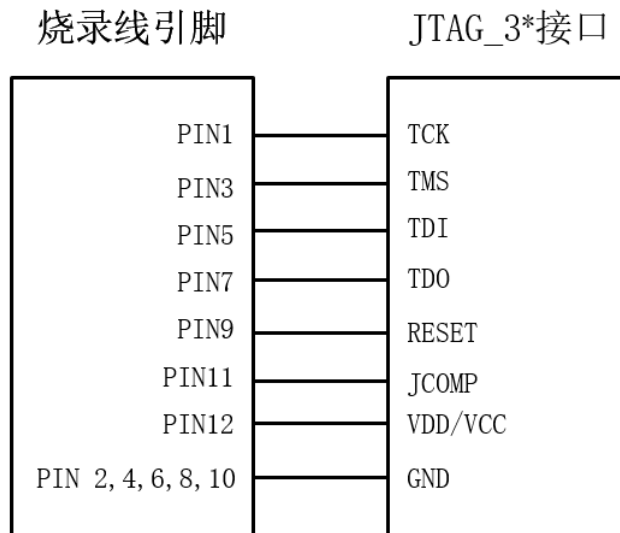 烧录线引脚 JTAG_3*接口
PIN1 TCK
PIN3 TMS
PIN5 TDI
PIN7 TDO
PIN9 RESET
PIN11 JCOMP
PIN12 VDD/VCC
PIN 2,4,6,8,10 GND